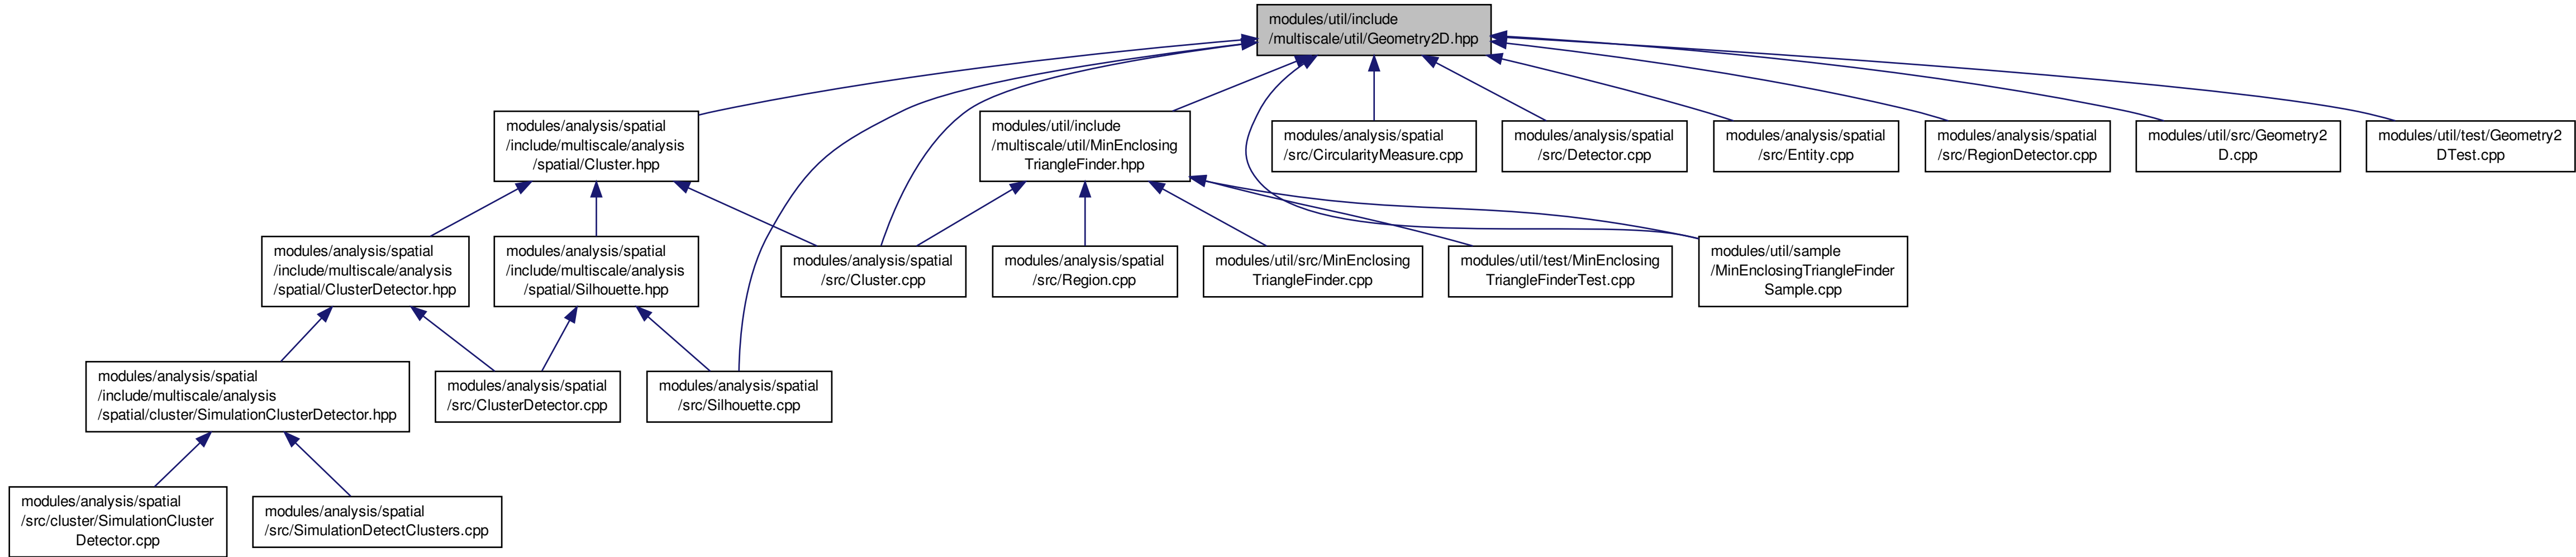 modules/util/include
/multiscale/util/Geometry2D.hpp
modules/analysis/spatial
/include/multiscale/analysis
/spatial/Cluster.hpp
modules/util/include
/multiscale/util/MinEnclosing
TriangleFinder.hpp
modules/analysis/spatial
/src/CircularityMeasure.cpp
modules/analysis/spatial
/src/Detector.cpp
modules/analysis/spatial
/src/Entity.cpp
modules/analysis/spatial
/src/RegionDetector.cpp
modules/util/src/Geometry2
D.cpp
modules/util/test/Geometry2
DTest.cpp
modules/analysis/spatial
/include/multiscale/analysis
/spatial/ClusterDetector.hpp
modules/analysis/spatial
/include/multiscale/analysis
/spatial/Silhouette.hpp
modules/analysis/spatial
/src/Cluster.cpp
modules/analysis/spatial
/src/Region.cpp
modules/util/src/MinEnclosing
TriangleFinder.cpp
modules/util/test/MinEnclosing
TriangleFinderTest.cpp
modules/util/sample
/MinEnclosingTriangleFinder
Sample.cpp
modules/analysis/spatial
/include/multiscale/analysis
/spatial/cluster/SimulationClusterDetector.hpp
modules/analysis/spatial
/src/ClusterDetector.cpp
modules/analysis/spatial
/src/Silhouette.cpp
modules/analysis/spatial
/src/cluster/SimulationCluster
Detector.cpp
modules/analysis/spatial
/src/SimulationDetectClusters.cpp